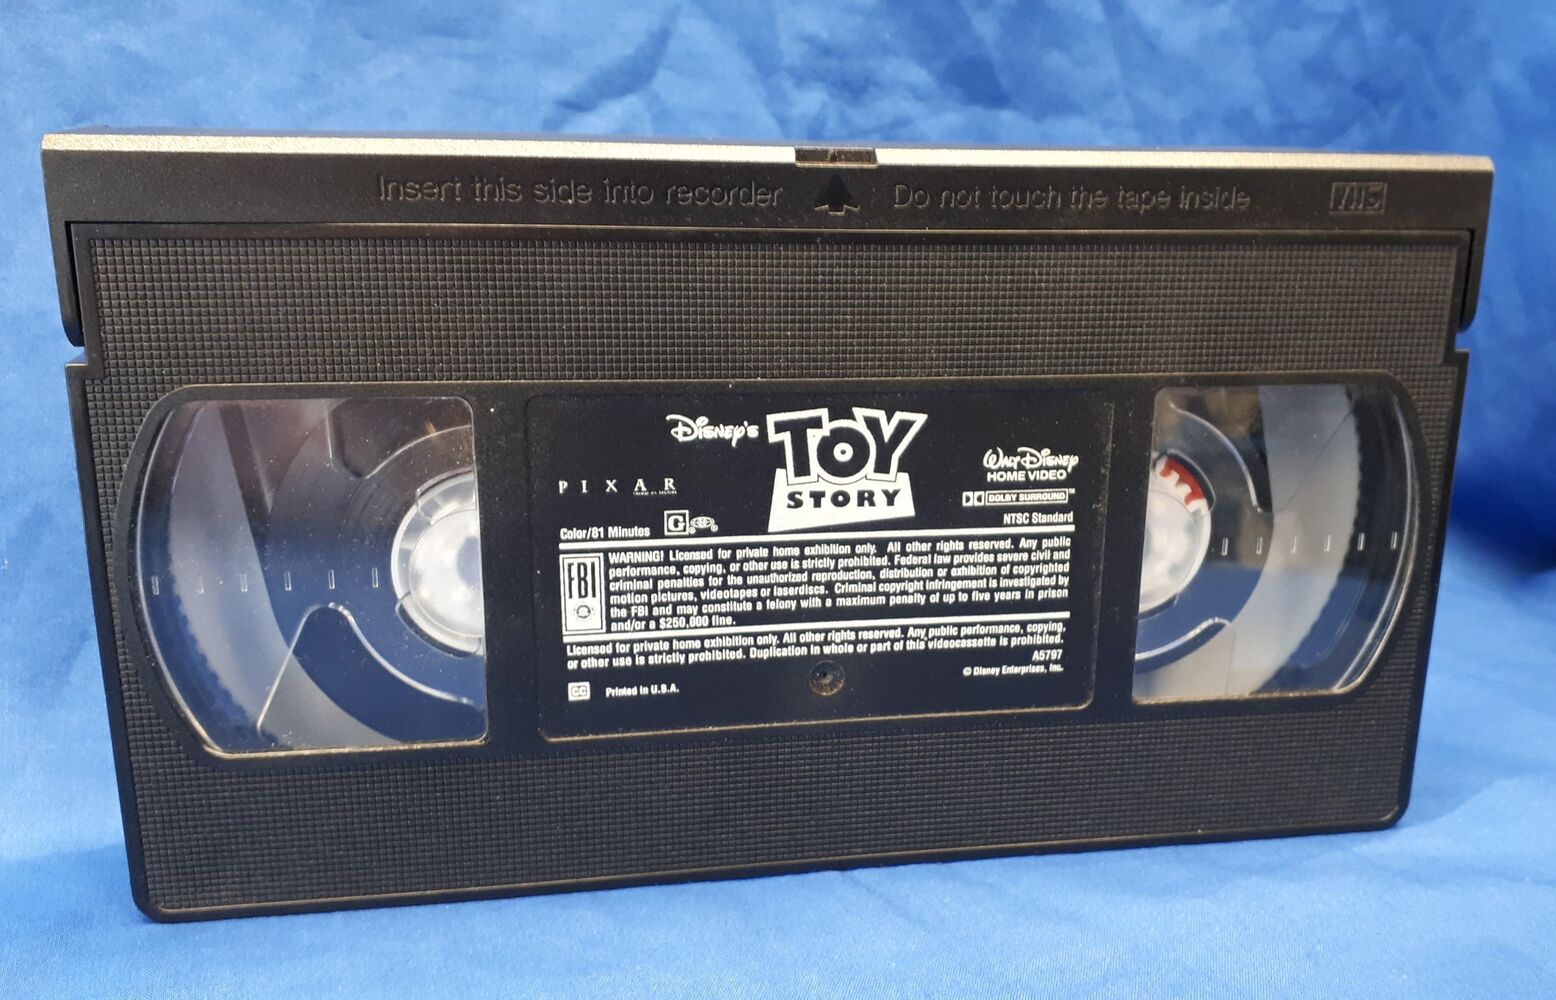 Insert this side into recorder Do not touch the tape inside VHS
Disney's TOY
STORY
PIXAR
Walt Disney
HOME VIDEO
DOLBY SURROUND™
Color/81 Minutes G
NTSC Standard
FBI
WARNING! Licensed for private home exhibition only. All other rights reserved. Any public
performance, copying, or other use is strictly prohibited. Federal law provides severe civil and
criminal penalties for the unauthorized reproduction, distribution or exhibition of copyrighted
motion pictures, videotapes or laserdiscs. Criminal copyright infringement is investigated by
the FBI and may constitute a felony with a maximum penalty of up to five years in prison
and/or a $250,000 fine.
Licensed for private home exhibition only. All other rights reserved. Any public performance, copying,
or other use is strictly prohibited. Duplication in whole or part of this videocassette is prohibited.
A5797
© Disney Enterprises, Inc.
CC Printed in U.S.A.